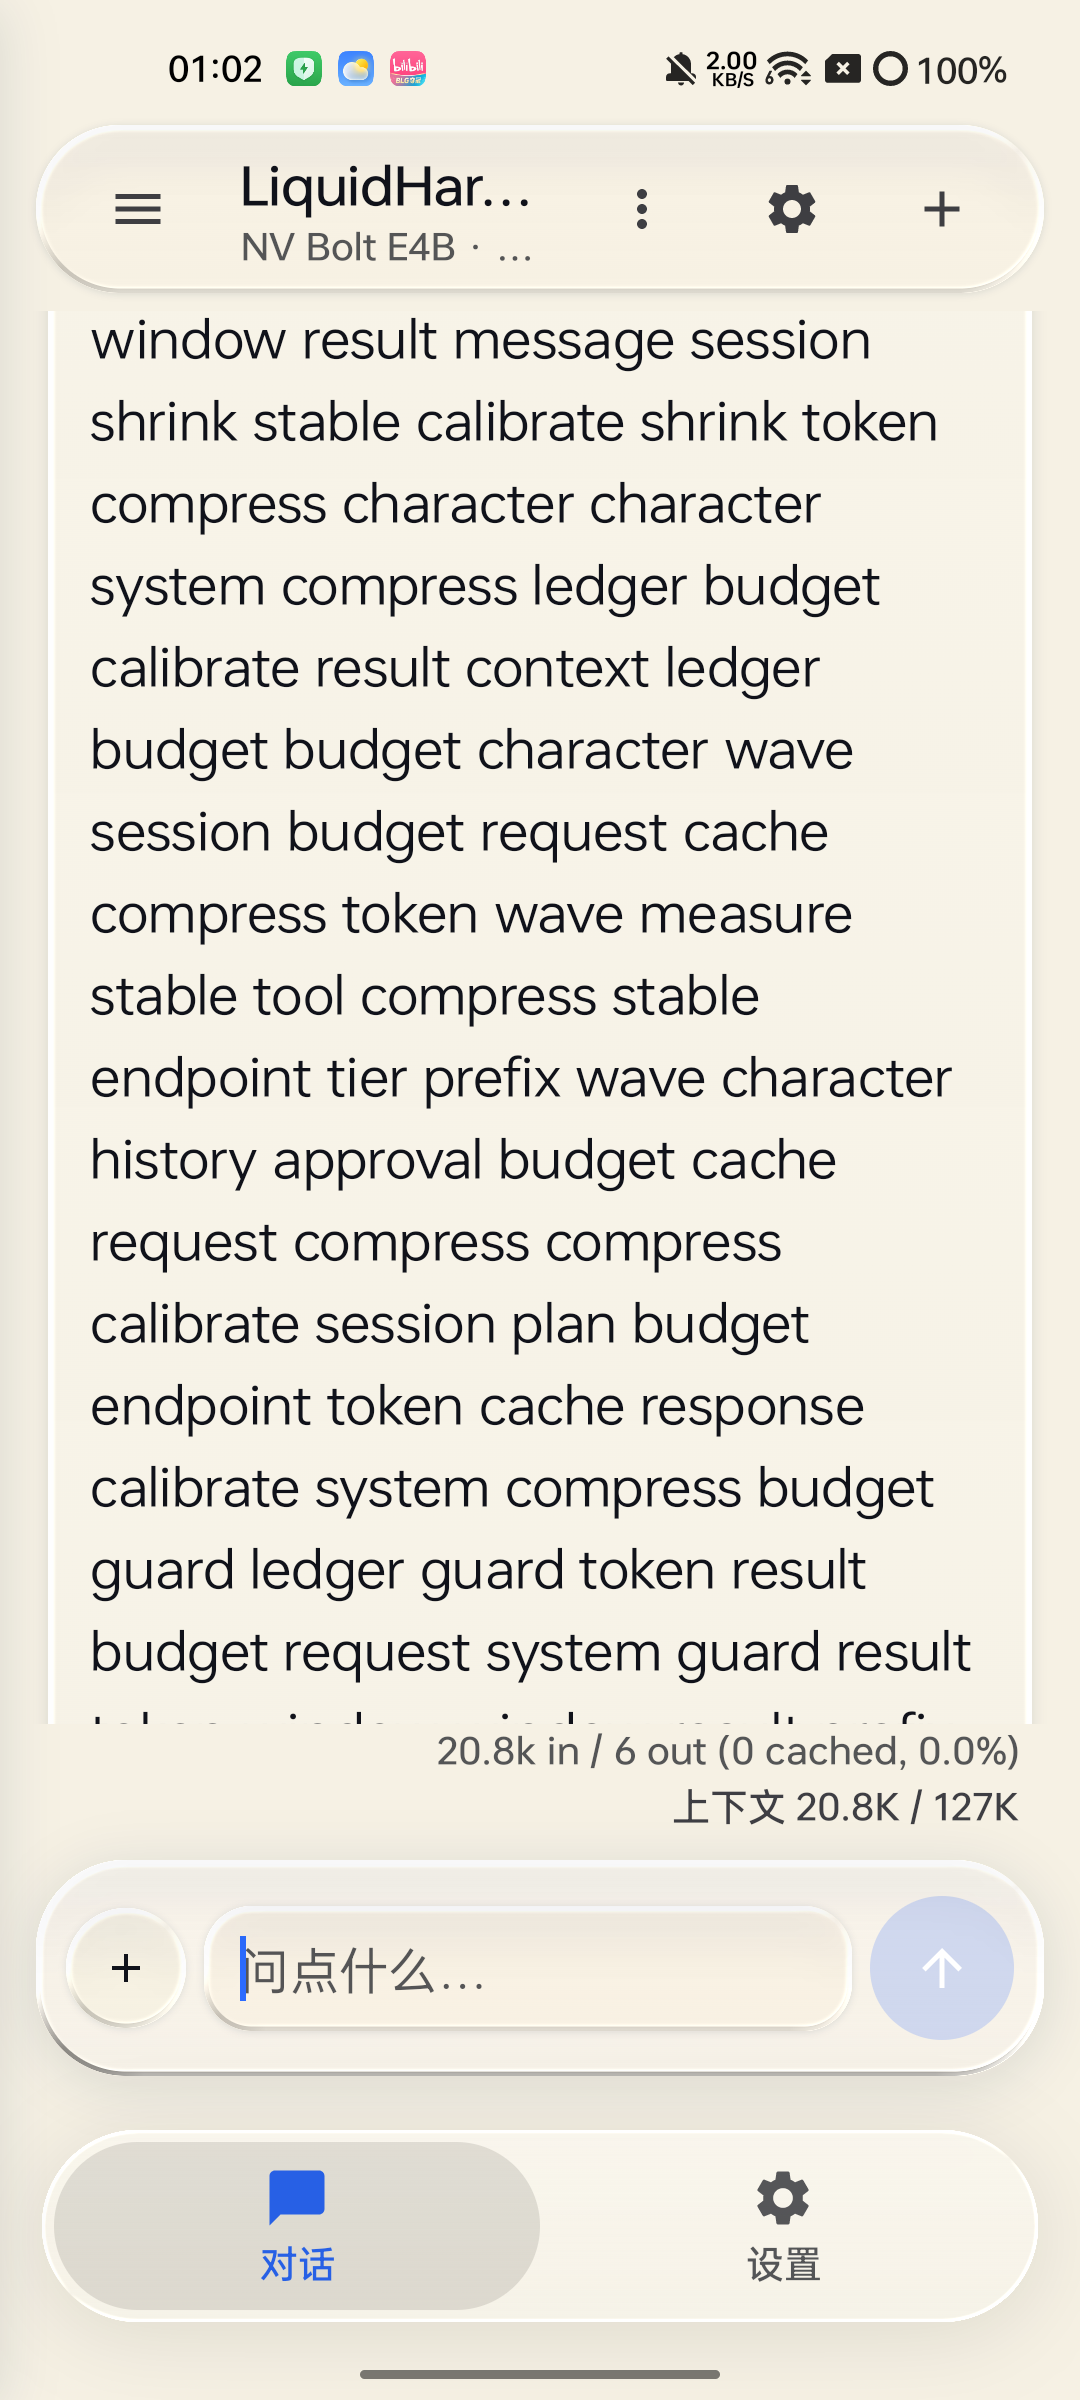 01:02
2.00
KB/S
100%
LiquidHar...
NV Bolt E4B · ...
window result message session
shrink stable calibrate shrink token
compress character character
system compress ledger budget
calibrate result context ledger
budget budget character wave
session budget request cache
compress token wave measure
stable tool compress stable
endpoint tier prefix wave character
history approval budget cache
request compress compress
calibrate session plan budget
endpoint token cache response
calibrate system compress budget
guard ledger guard token result
budget request system guard result
20.8k in / 6 out (0 cached, 0.0%)
上下文 20.8K / 127K
问点什么...
对话
设置